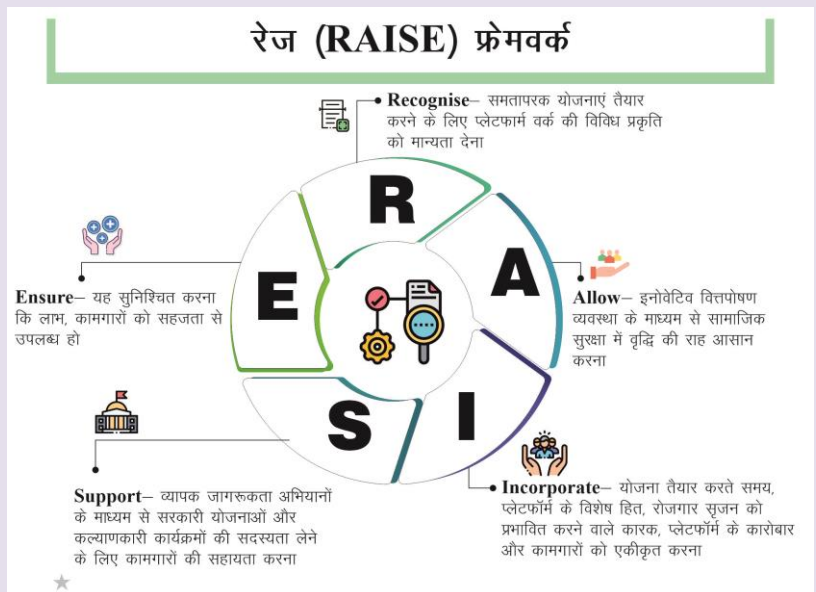 रेज (RAISE) फ्रेमवर्क
Recognise– समतापरक योजनाएं तैयार
करने के लिए प्लेटफार्म वर्क की विविध प्रकृति
को मान्यता देना
R
A
I
S
E
Allow– इनोवेटिव वित्तपोषण
व्यवस्था के माध्यम से सामाजिक
सुरक्षा में वृद्धि की राह आसान
करना
Incorporate– योजना तैयार करते समय,
प्लेटफॉर्म के विशेष हित, रोजगार सृजन को
प्रभावित करने वाले कारक, प्लेटफॉर्म के कारोबार
और कामगारों को एकीकृत करना
Support– व्यापक जागरूकता अभियानों
के माध्यम से सरकारी योजनाओं और
कल्याणकारी कार्यक्रमों की सदस्यता लेने
के लिए कामगारों की सहायता करना
Ensure– यह सुनिश्चित करना
कि लाभ, कामगारों को सहजता से
उपलब्ध हो